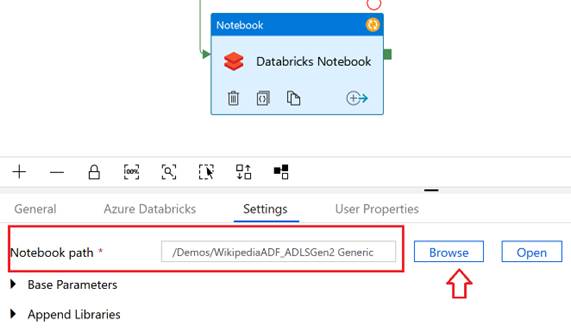 Notebook
Databricks Notebook
100%
General Azure Databricks Settings User Properties
Notebook path * /Demos/WikipediaADF_ADLSGen2 Generic Browse Open
Base Parameters
Append Libraries